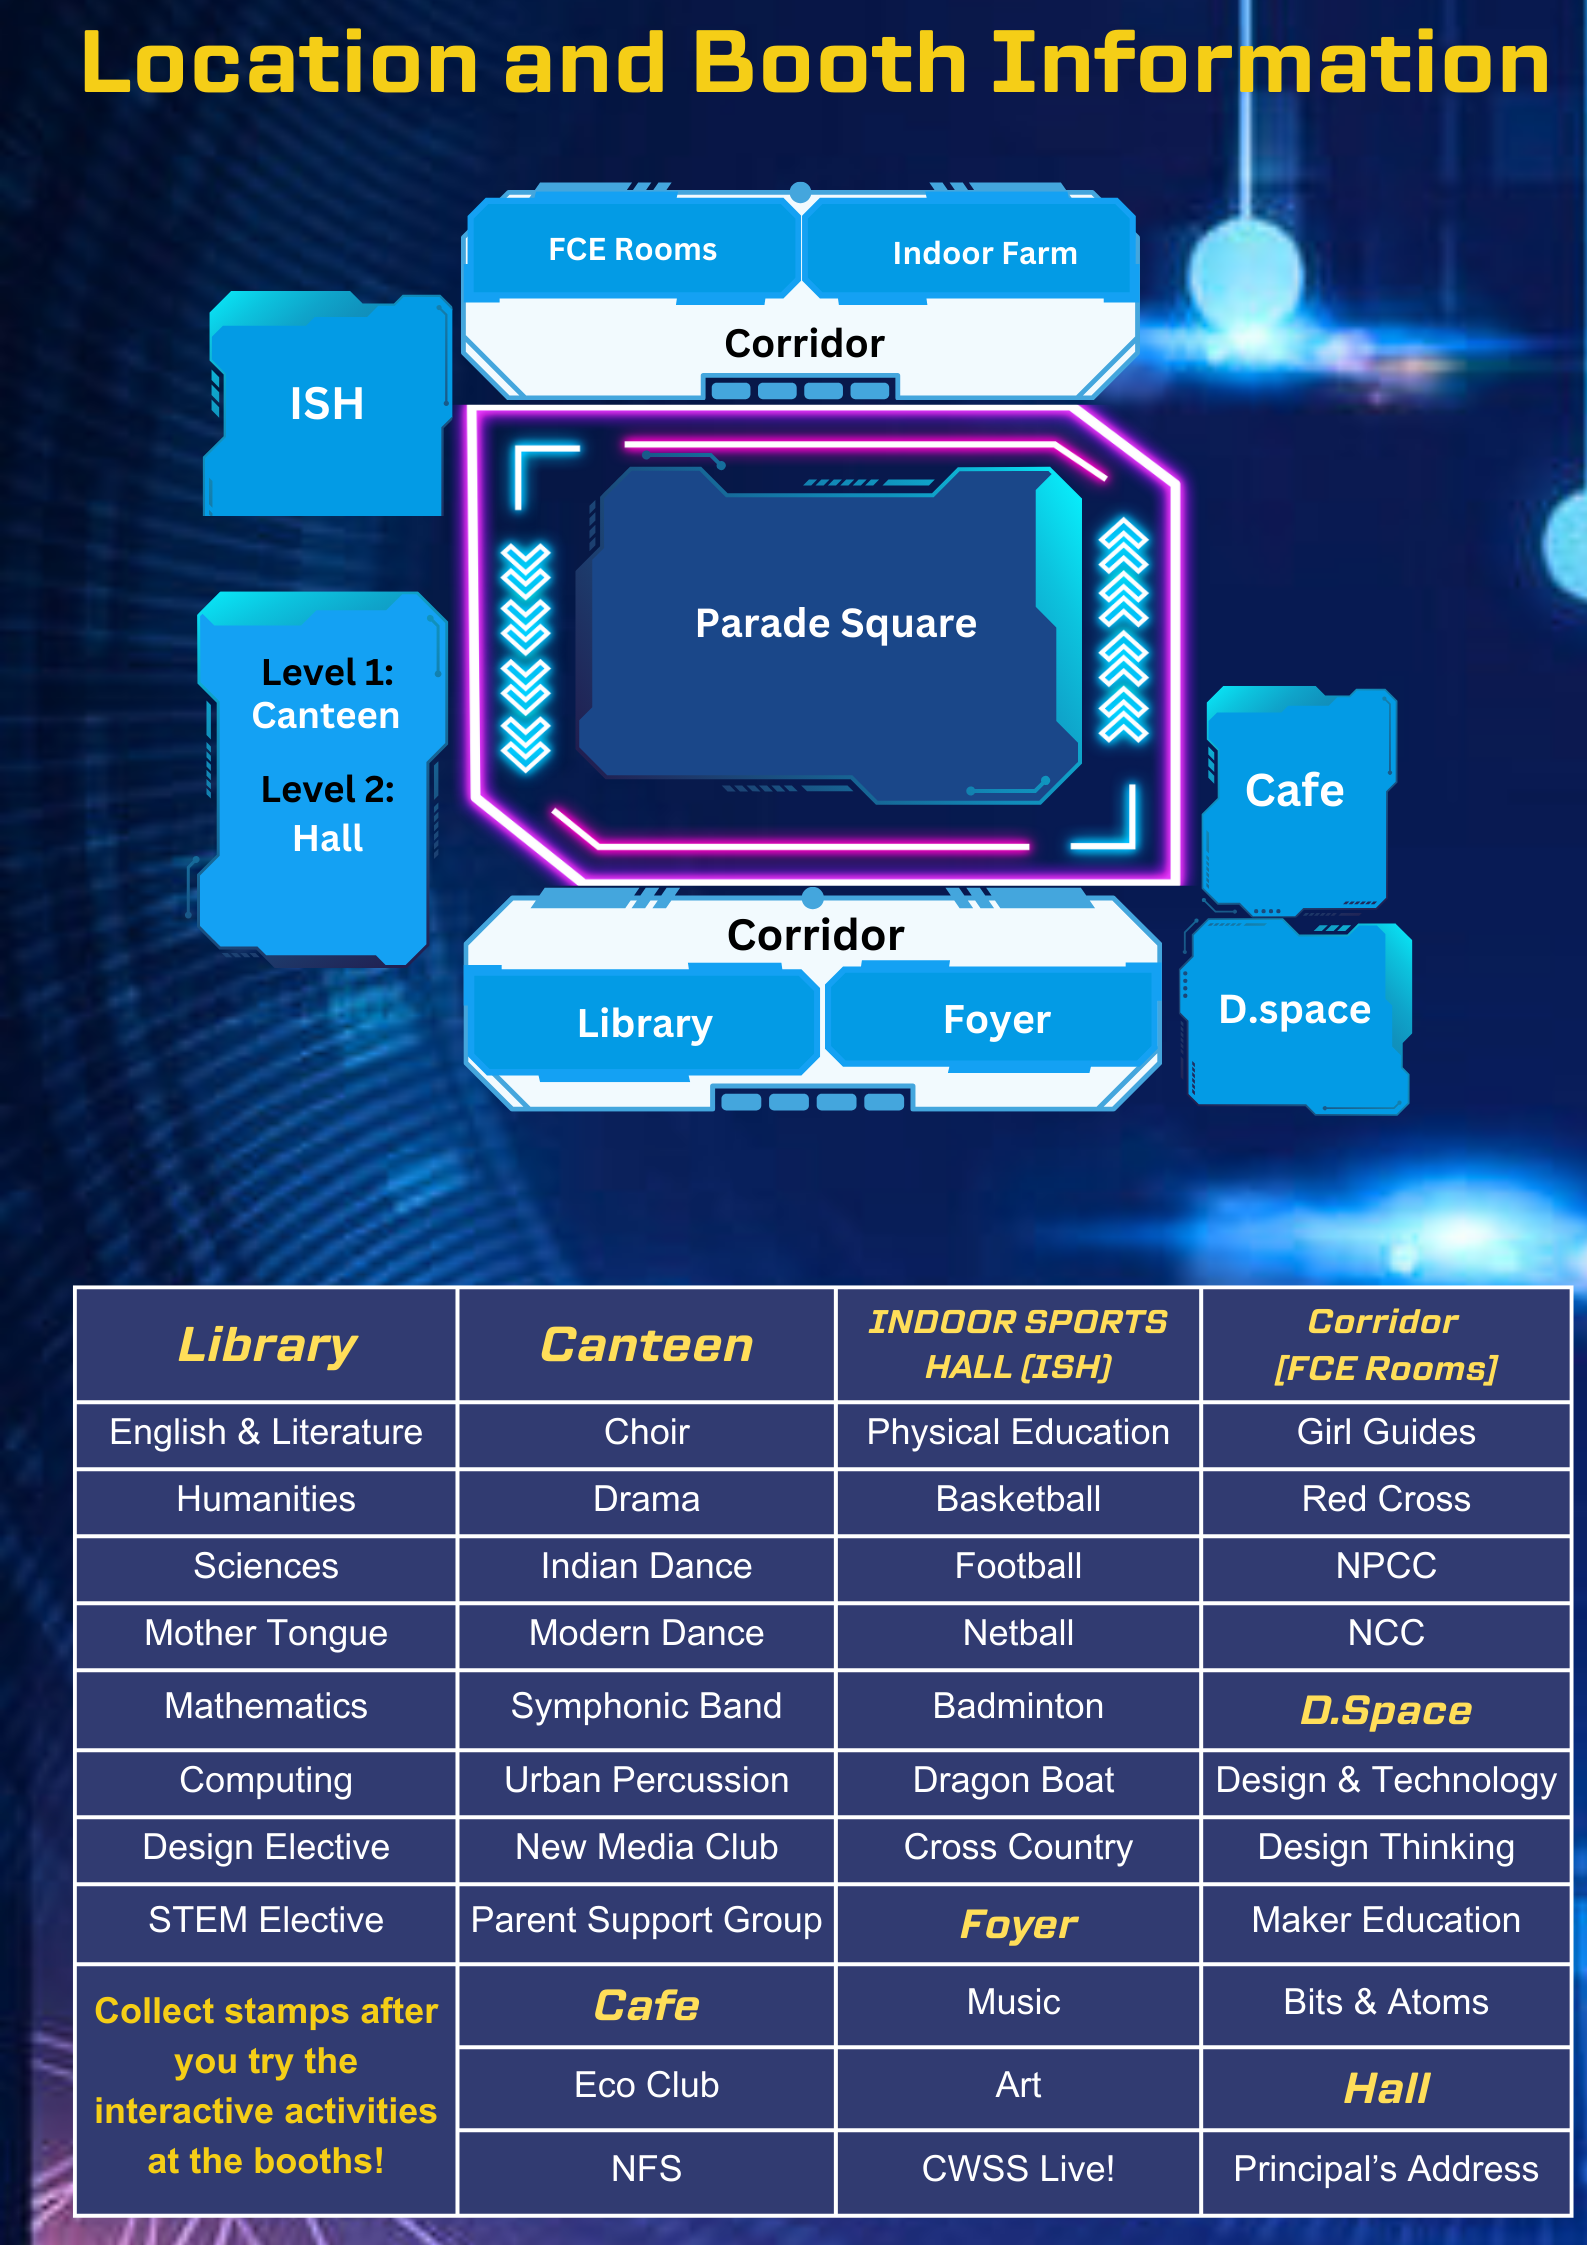 Location and Booth Information
FCE Rooms
Indoor Farm
Corridor
ISH
Parade Square
Level 1:
Canteen
Level 2:
Hall
Cafe
Corridor
Library
Foyer
D.space
Library
Canteen
INDOOR SPORTS
HALL (ISH)
Corridor
[FCE Rooms]
English & Literature
Choir
Physical Education
Girl Guides
Humanities
Drama
Basketball
Red Cross
Sciences
Indian Dance
Football
NPCC
Mother Tongue
Modern Dance
Netball
NCC
Mathematics
Symphonic Band
Badminton
D.Space
Computing
Urban Percussion
Dragon Boat
Design & Technology
Design Elective
New Media Club
Cross Country
Design Thinking
STEM Elective
Parent Support Group
Foyer
Maker Education
Collect stamps after
you try the
interactive activities
at the booths!
Cafe
Music
Bits & Atoms
Eco Club
Art
Hall
NFS
CWSS Live!
Principal’s Address